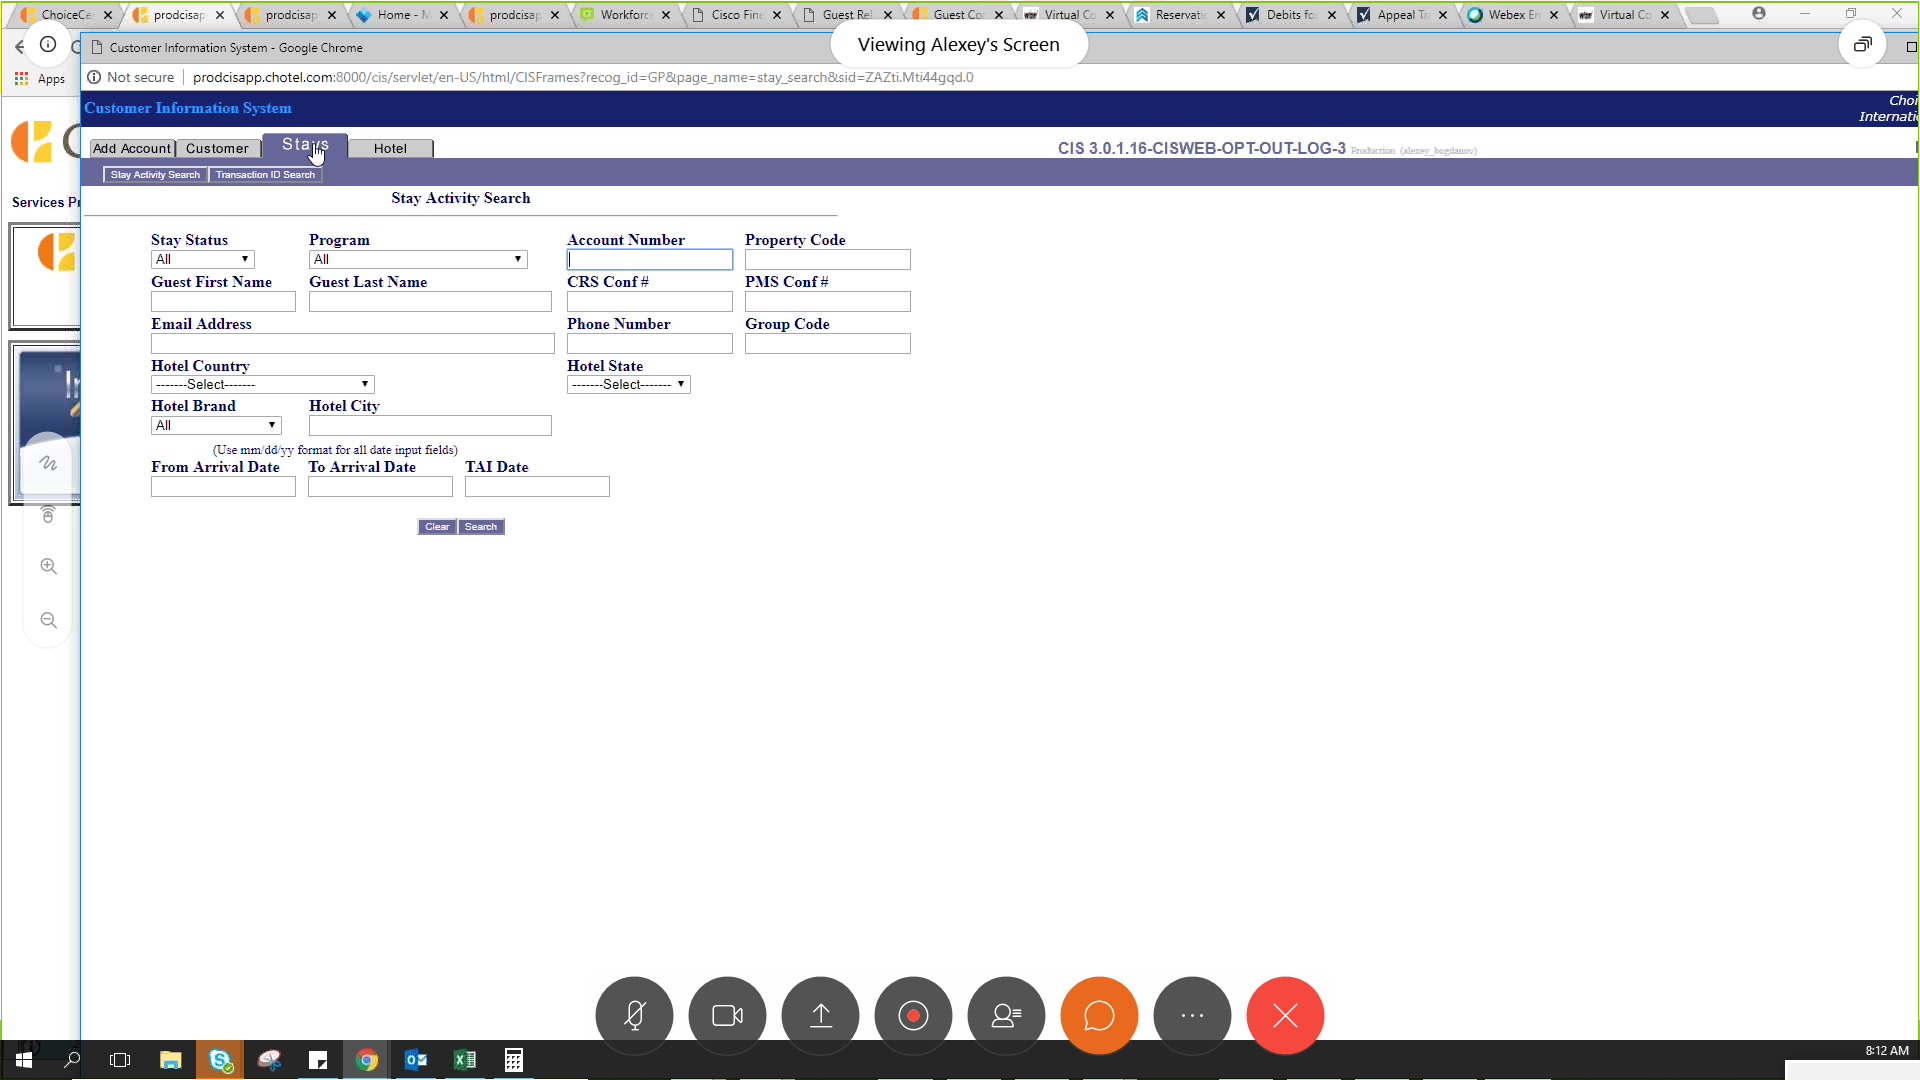 ChoiceCe
prodcisap
prodcisap
Home - M
prodcisap
Workforc
Cisco Fine
Guest Rel
Guest Co
Virtual Co
Reservati
Debits fo
Appeal Tr
Webex En
Virtual Co
Customer Information System - Google Chrome
Viewing Alexey's Screen
Apps
Not secure
prodcisapp.chotel.com:8000/cis/servlet/en-US/html/CISFrames?recog_id=GP&page_name=stay_search&sid=ZAZti.Mti44gqd.0
Customer Information System
Choi
Internati
Add Account
Customer
Stays
Hotel
CIS 3.0.1.16-CISWEB-OPT-OUT-LOG-3 Production (alexey_bogdanov)
Stay Activity Search
Transaction ID Search
Services Pr
Stay Activity Search
Stay Status
Program
Account Number
Property Code
All
All
Guest First Name
Guest Last Name
CRS Conf #
PMS Conf #
Email Address
Phone Number
Group Code
Hotel Country
Hotel State
-------Select-------
-------Select-------
Hotel Brand
Hotel City
All
(Use mm/dd/yy format for all date input fields)
From Arrival Date
To Arrival Date
TAI Date
Clear
Search
8:12 AM